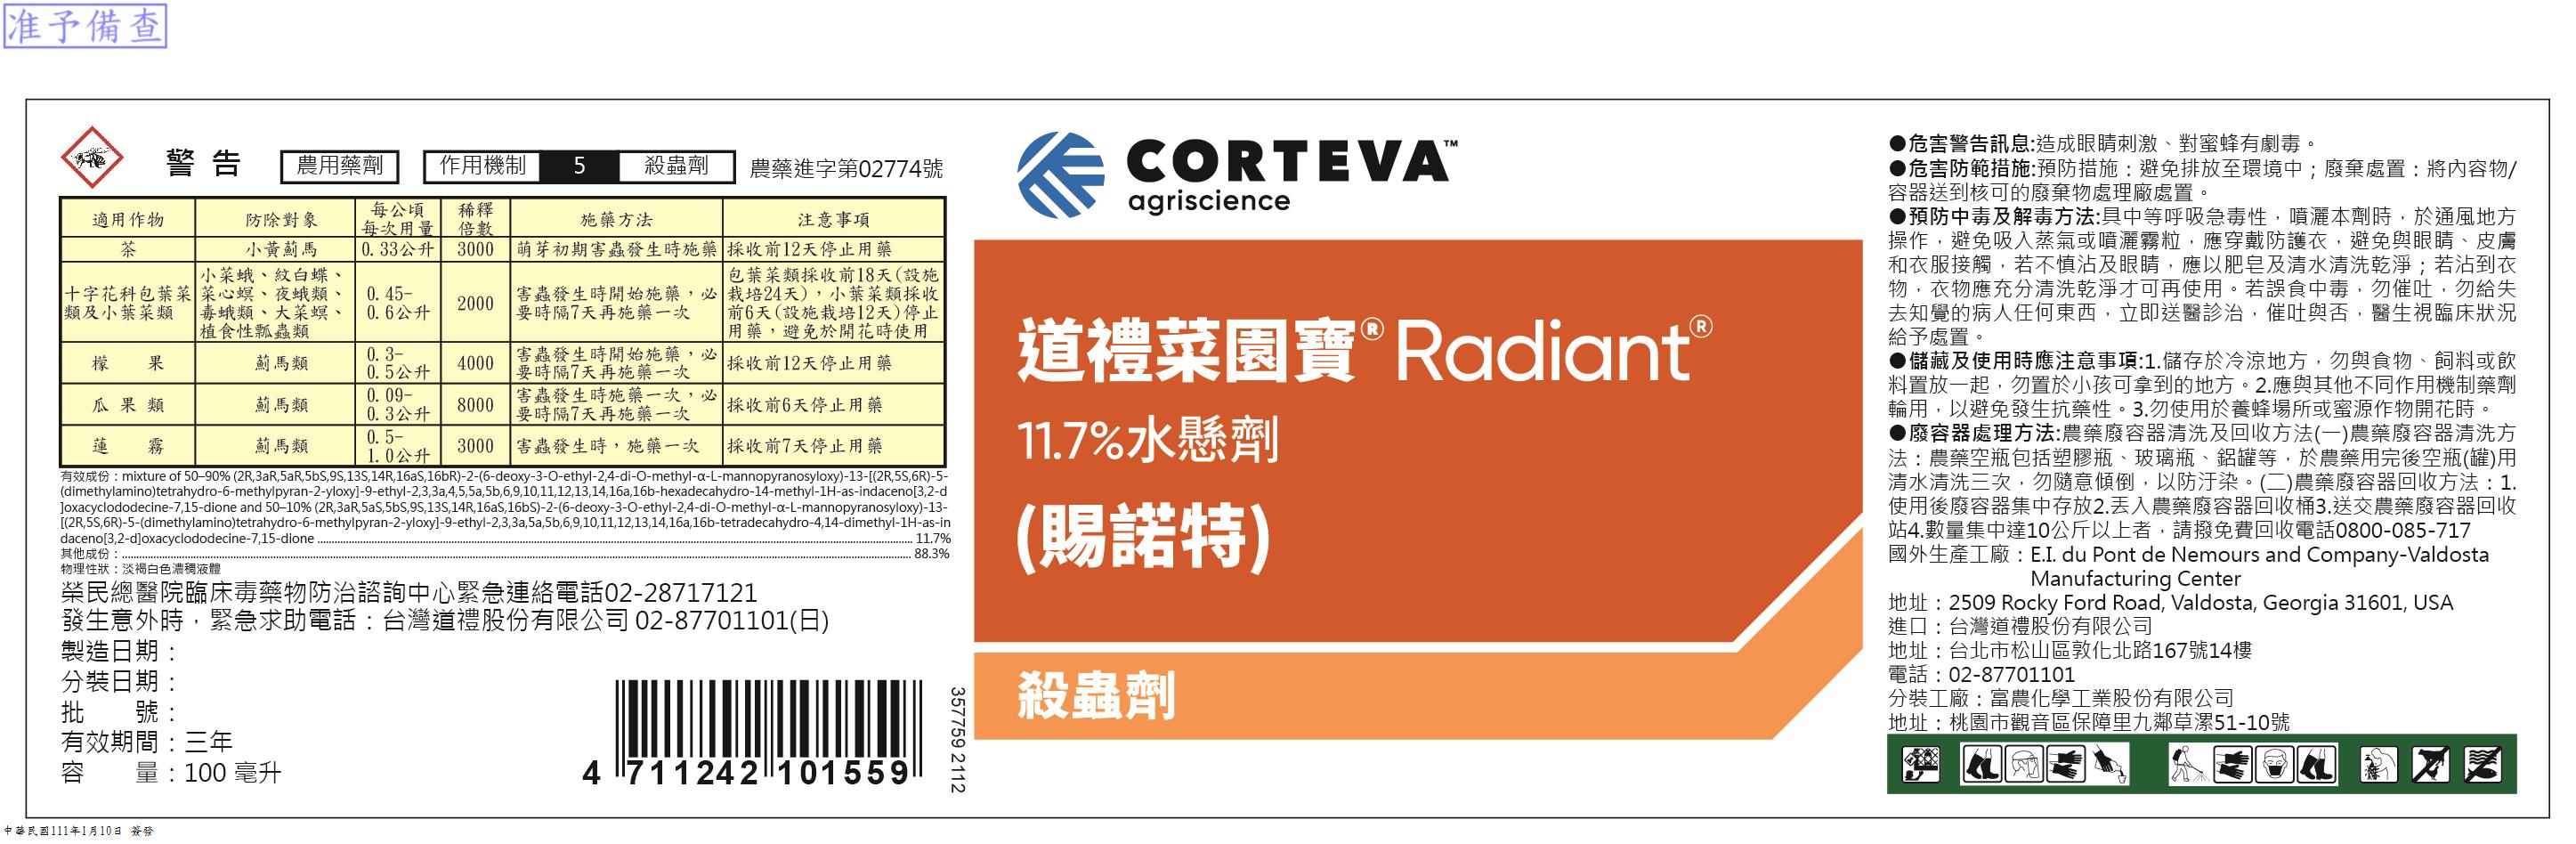 准予備查
警告 農用藥劑 作用機制 5 殺蟲劑 農藥進字第02774號
適用作物 防除對象 每公頃每次用量 稀釋倍數 施藥方法 注意事項
茶 小黃薊馬 0.33公升 3000 萌芽初期害蟲發生時施藥 採收前12天停止用藥
十字花科包葉菜類及小葉菜類 小菜蛾、紋白蝶、菜心螟、夜蛾類、毒蛾類、大菜螟、植食性瓢蟲類 0.45-0.6公升 2000 害蟲發生時開始施藥，必要時隔7天再施藥一次 包葉菜類採收前18天(設施栽培24天)，小葉菜類採收前6天(設施栽培12天)停止用藥，避免於開花時使用
檬果 薊馬類 0.3-0.5公升 4000 害蟲發生時開始施藥，必要時隔7天再施藥一次 採收前12天停止用藥
瓜果類 薊馬類 0.09-0.3公升 8000 害蟲發生時施藥一次，必要時隔7天再施藥一次 採收前6天停止用藥
蓮霧 薊馬類 0.5-1.0公升 3000 害蟲發生時，施藥一次 採收前7天停止用藥
有效成份：mixture of 50–90% (2R,3aR,5aR,5bS,9S,13S,14R,16aS,16bR)-2-(6-deoxy-3-O-ethyl-2,4-di-O-methyl-α-L-mannopyranosyloxy)-13-[(2R,5S,6R)-5-
(dimethylamino)tetrahydro-6-methylpyran-2-yloxy]-9-ethyl-2,3,3a,4,5,5a,5b,6,9,10,11,12,13,14,16a,16b-hexadecahydro-14-methyl-1H-as-indaceno[3,2-d
]oxacyclododecine-7,15-dione and 50–10% (2R,3aR,5aS,5bS,9S,13S,14R,16aS,16bS)-2-(6-deoxy-3-O-ethyl-2,4-di-O-methyl-α-L-mannopyranosyloxy)-13-
[(2R,5S,6R)-5-(dimethylamino)tetrahydro-6-methylpyran-2-yloxy]-9-ethyl-2,3,3a,5a,5b,6,9,10,11,12,13,14,16a,16b-tetradecahydro-4,14-dimethyl-1H-as-in
daceno[3,2-d]oxacyclododecine-7,15-dione 11.7%
其他成份： 88.3%
物理性狀：淡褐白色濃稠液體
榮民總醫院臨床毒藥物防治諮詢中心緊急連絡電話02-28717121
發生意外時，緊急求助電話：台灣道禮股份有限公司 02-87701101(日)
製造日期：
分裝日期：
批號：
有效期間：三年
容量：100 毫升
4 711242 101559
357759 2112
CORTEVA™
agriscience
道禮菜園寶® Radiant®
11.7%水懸劑
(賜諾特)
殺蟲劑
●危害警告訊息:造成眼睛刺激、對蜜蜂有劇毒。
●危害防範措施:預防措施：避免排放至環境中；廢棄處置：將內容物/
容器送到核可的廢棄物處理廠處置。
●預防中毒及解毒方法:具中等呼吸急毒性，噴灑本劑時，於通風地方
操作，避免吸入蒸氣或噴灑霧粒，應穿戴防護衣，避免與眼睛、皮膚
和衣服接觸，若不慎沾及眼睛，應以肥皂及清水清洗乾淨；若沾到衣
物，衣物應充分清洗乾淨才可再使用。若誤食中毒，勿催吐，勿給失
去知覺的病人任何東西，立即送醫診治，催吐與否，醫生視臨床狀況
給予處置。
●儲藏及使用時應注意事項:1.儲存於冷涼地方，勿與食物、飼料或飲
料置放一起，勿置於小孩可拿到的地方。2.應與其他不同作用機制藥劑
輪用，以避免發生抗藥性。3.勿使用於養蜂場所或蜜源作物開花時。
●廢容器處理方法:農藥廢容器清洗及回收方法(一)農藥廢容器清洗方
法：農藥空瓶包括塑膠瓶、玻璃瓶、鋁罐等，於農藥用完後空瓶(罐)用
清水清洗三次，勿隨意傾倒，以防汙染。(二)農藥廢容器回收方法：1.
使用後廢容器集中存放2.丟入農藥廢容器回收桶3.送交農藥廢容器回收
站4.數量集中達10公斤以上者，請撥免費回收電話0800-085-717
國外生產工廠：E.I. du Pont de Nemours and Company-Valdosta
Manufacturing Center
地址：2509 Rocky Ford Road, Valdosta, Georgia 31601, USA
進口：台灣道禮股份有限公司
地址：台北市松山區敦化北路167號14樓
電話：02-87701101
分裝工廠：富農化學工業股份有限公司
地址：桃園市觀音區保障里九鄰草漯51-10號
中華民國111年1月10日 簽發